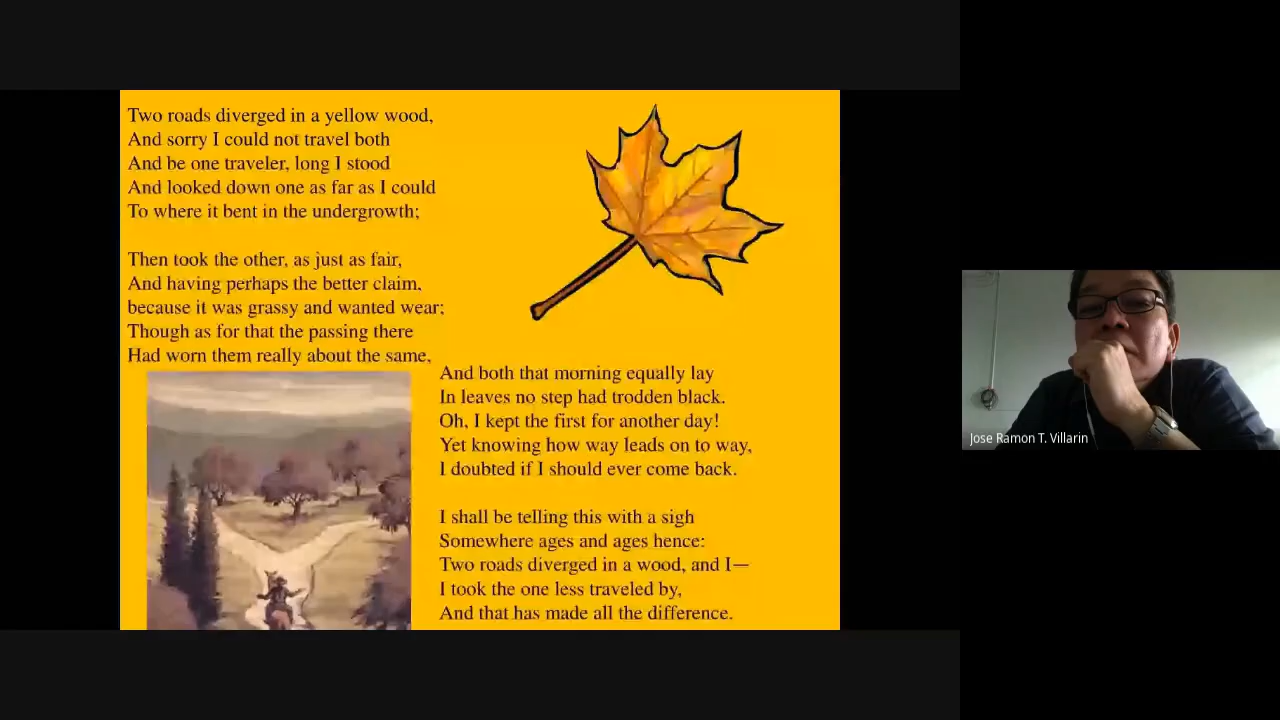 Two roads diverged in a yellow wood,
And sorry I could not travel both
And be one traveler, long I stood
And looked down one as far as I could
To where it bent in the undergrowth;
Then took the other, as just as fair,
And having perhaps the better claim,
because it was grassy and wanted wear;
Though as for that the passing there
Had worn them really about the same,
And both that morning equally lay
In leaves no step had trodden black.
Oh, I kept the first for another day!
Yet knowing how way leads on to way,
I doubted if I should ever come back.
I shall be telling this with a sigh
Somewhere ages and ages hence:
Two roads diverged in a wood, and I—
I took the one less traveled by,
And that has made all the difference.
Jose Ramon T. Villarin